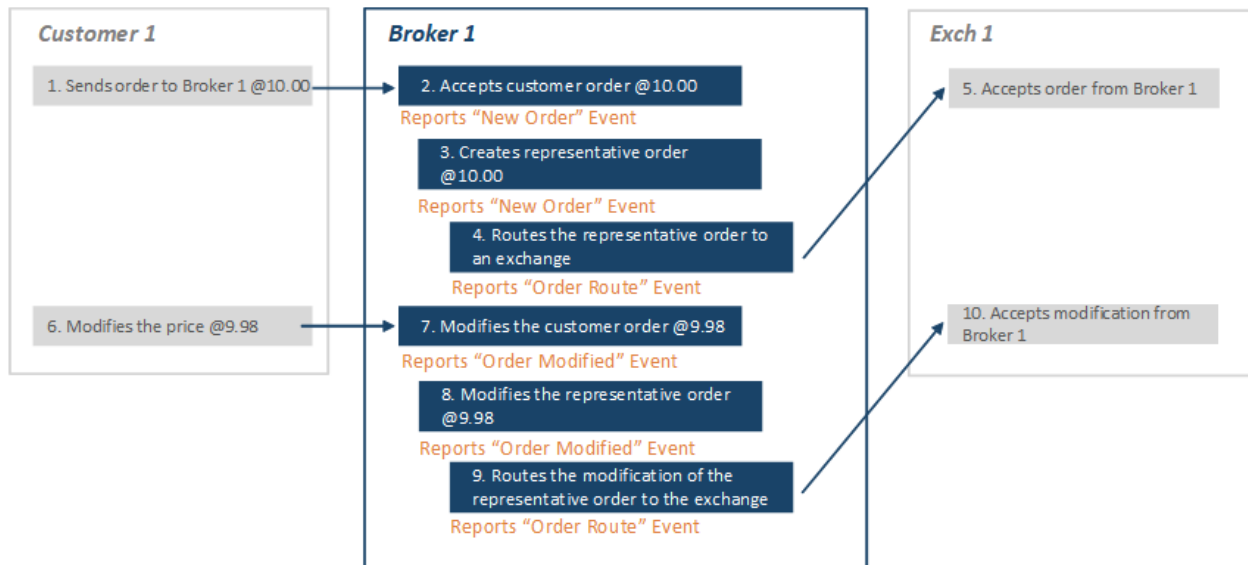 Customer 1
1. Sends order to Broker 1 @10.00
6. Modifies the price @9.98
Broker 1
2. Accepts customer order @10.00
Reports “New Order” Event
3. Creates representative order
@10.00
Reports “New Order” Event
4. Routes the representative order to
an exchange
Reports “Order Route” Event
7. Modifies the customer order @9.98
Reports “Order Modified” Event
8. Modifies the representative order
@9.98
Reports “Order Modified” Event
9. Routes the modification of the
representative order to the exchange
Reports “Order Route” Event
Exch 1
5. Accepts order from Broker 1
10. Accepts modification from
Broker 1